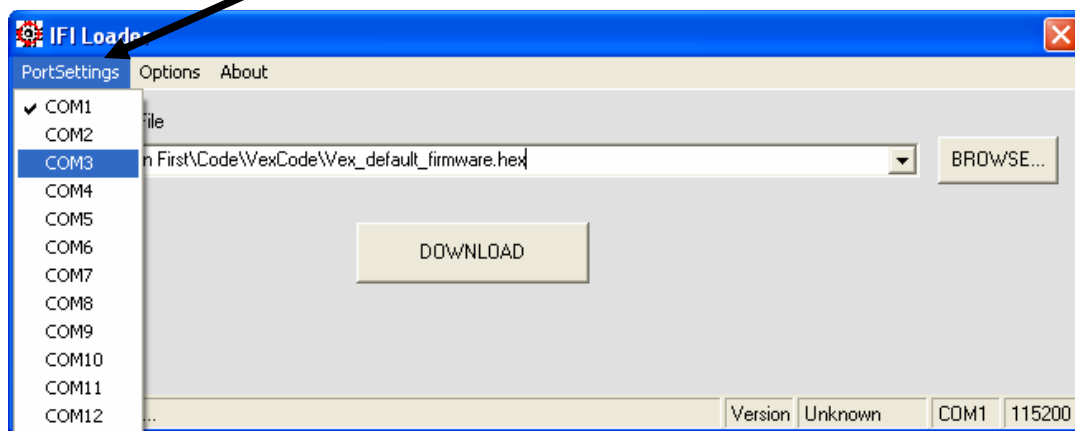 IFI Loader
PortSettings Options About
COM1
File
COM2
COM3
n First\Code\VexCode\Vex_default_firmware.hex
BROWSE...
COM4
COM5
COM6
DOWNLOAD
COM7
COM8
COM9
COM10
COM11
COM12
... Version Unknown COM1 115200